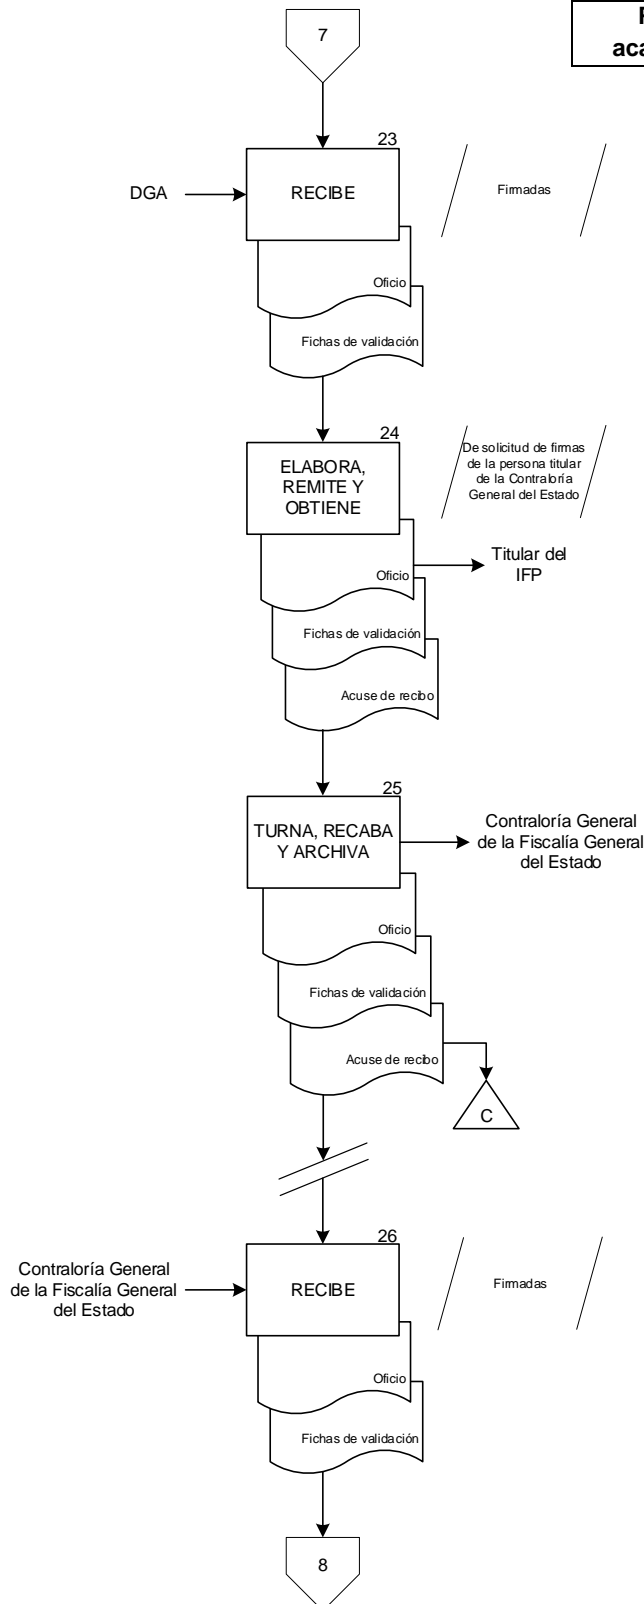 7
23
DGA
RECIBE
Firmadas
Oficio
Fichas de validación
24
ELABORA,
REMITE Y
OBTIENE
De solicitud de firmas
de la persona titular
de la Contraloría
General del Estado
Oficio
Titular del
IFP
Fichas de validación
Acuse de recibo
25
TURNA, RECABA
Y ARCHIVA
Contraloría General
de la Fiscalía General
del Estado
Oficio
Fichas de validación
Acuse de recibo
C
26
Contraloría General
de la Fiscalía General
del Estado
RECIBE
Firmadas
Oficio
Fichas de validación
8